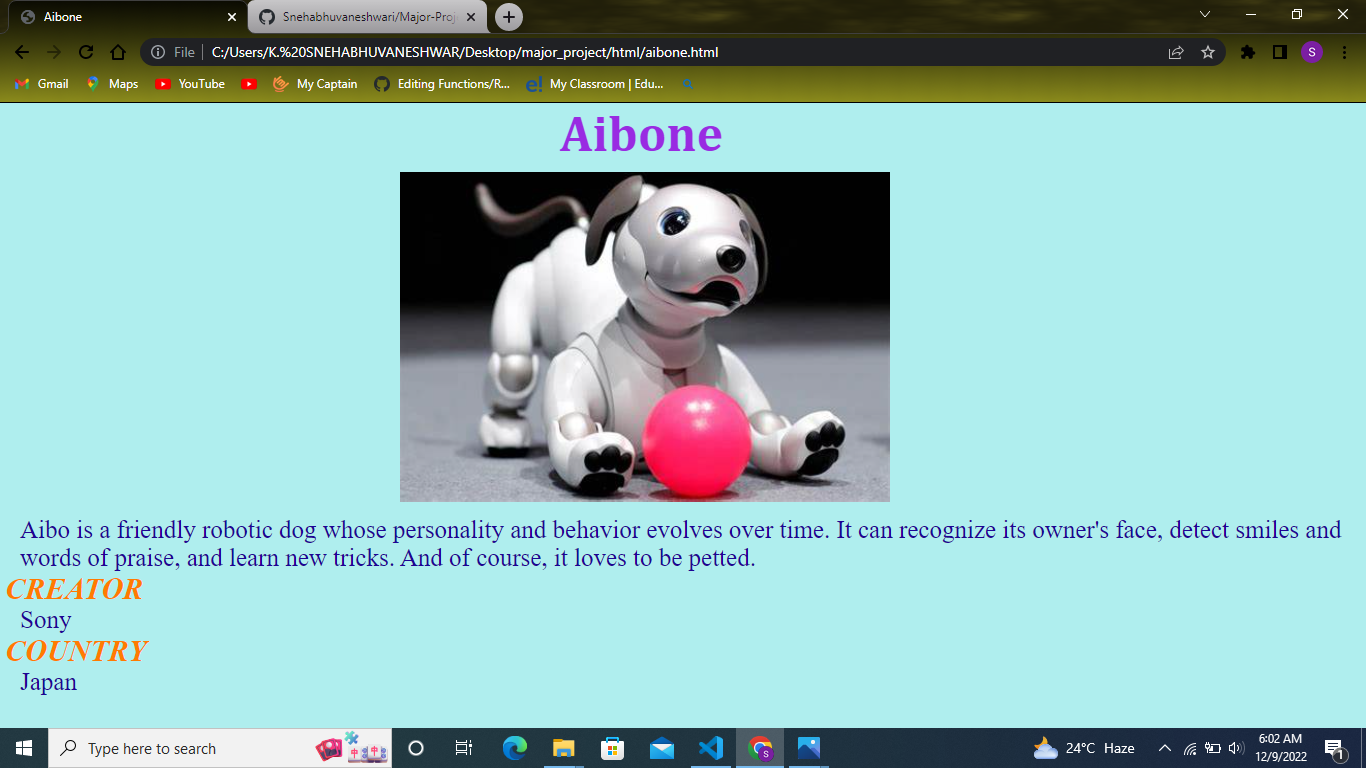 Aibone
Snehabhuvaneshwari/Major-Proj
File
C:/Users/K.%20SNEHABHUVANESHWAR/Desktop/major_project/html/aibone.html
S
Gmail
Maps
YouTube
My Captain
Editing Functions/R...
My Classroom | Edu...
Aibone
Aibo is a friendly robotic dog whose personality and behavior evolves over time. It can recognize its owner's face, detect smiles and
words of praise, and learn new tricks. And of course, it loves to be petted.
CREATOR
Sony
COUNTRY
Japan
Type here to search
24°C Haze
6:02 AM
12/9/2022
1